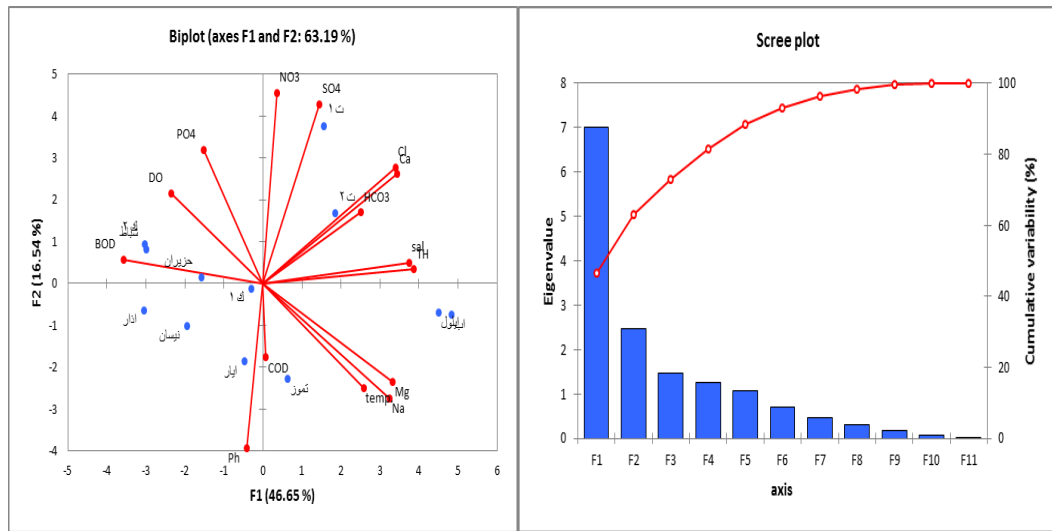 Biplot (axes F1 and F2: 63.19 %)
F2 (16.54 %)
5
4
3
2
1
0
-1
-2
-3
-4
-5
-4
-3
-2
-1
0
1
2
3
4
5
6
F1 (46.65 %)
NO3
SO4
ت ١
PO4
Cl
Ca
DO
HCO3
ت ٢
ك ٢
شباط
BOD
حزيران
sal
TH
ك ١
اذار
نيسان
ايلول
ايار
COD
تموز
Mg
temp
Na
Ph
Scree plot
Eigenvalue
8
7
6
5
4
3
2
1
0
F1
F2
F3
F4
F5
F6
F7
F8
F9
F10
F11
axis
100
80
60
40
20
0
Cumulative variability (%)